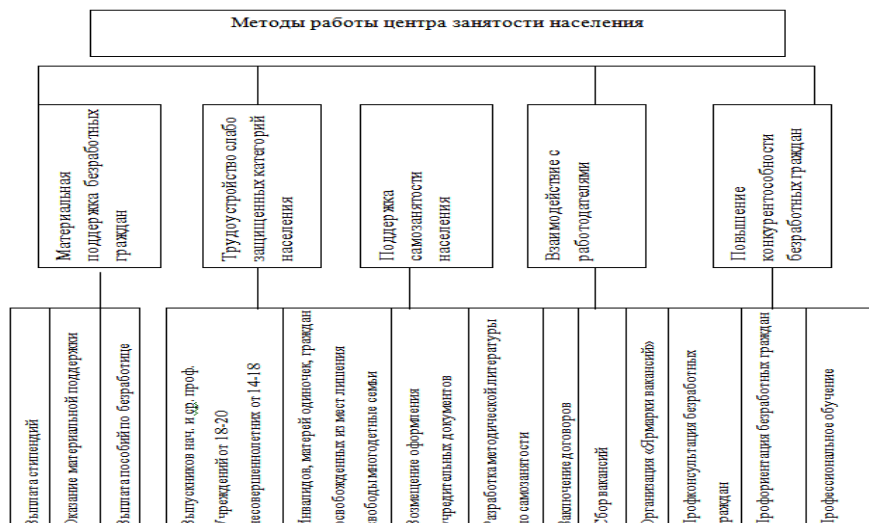 Методы работы центра занятости населения
Материальная
поддержка безработных
граждан
Трудоустройство слабо
защищенных категорий
населения
Поддержка
самозанятости
населения
Взаимодействие с
работодателями
Повышение
конкурентособности
безработных граждан
Выплата стипендий
Оказание материальной поддержки
Выплата пособий по безработице
Выпускников нач. и ср. проф.
Учреждений от 18-20
несовершеннолетних от 14-18
Инвалидов, матерей одиночек, граждан
освобожденных из мест лишения
свободы многодетные семьи
Возмещение оформления
учредительных документов
Разработка методической литературы
по самозанятости
Заключение договоров
Сбор вакансий
Организация «Ярмарки вакансий»
Профконсультация безработных
граждан
Профориентация безработных граждан
Профессиональное обучение